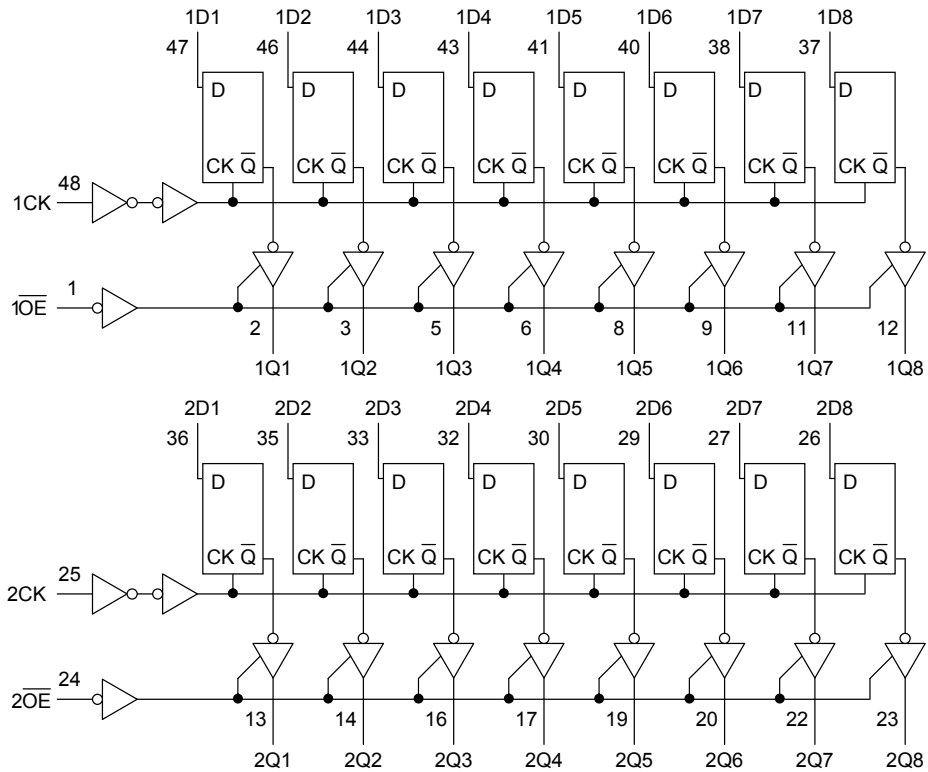 1D1 1D2 1D3 1D4 1D5 1D6 1D7 1D8
47 46 44 43 41 40 38 37
D D D D D D D D
CK Q̅ CK Q̅ CK Q̅ CK Q̅ CK Q̅ CK Q̅ CK Q̅ CK Q̅
48
1CK
1
1O̅E̅
2 3 5 6 8 9 11 12
1Q1 1Q2 1Q3 1Q4 1Q5 1Q6 1Q7 1Q8
2D1 2D2 2D3 2D4 2D5 2D6 2D7 2D8
36 35 33 32 30 29 27 26
D D D D D D D D
CK Q̅ CK Q̅ CK Q̅ CK Q̅ CK Q̅ CK Q̅ CK Q̅ CK Q̅
25
2CK
24
2O̅E̅
13 14 16 17 19 20 22 23
2Q1 2Q2 2Q3 2Q4 2Q5 2Q6 2Q7 2Q8